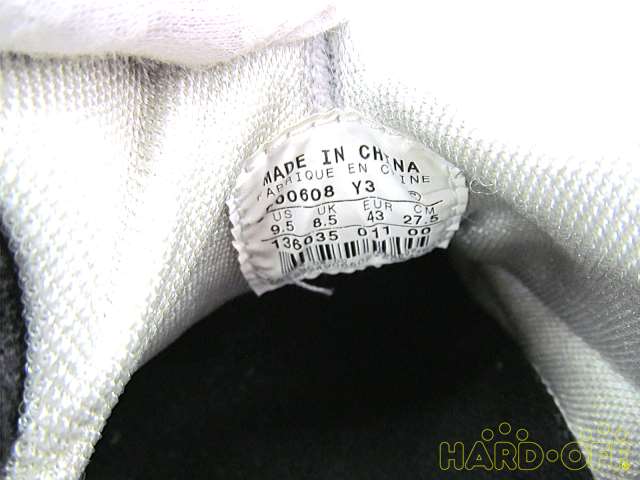 MADE IN CHINA
FABRIQUE EN CHINE
000608 Y3
US UK EUR CM
9.5 8.5 43 27.5
136035 011 00
HARD·OFF